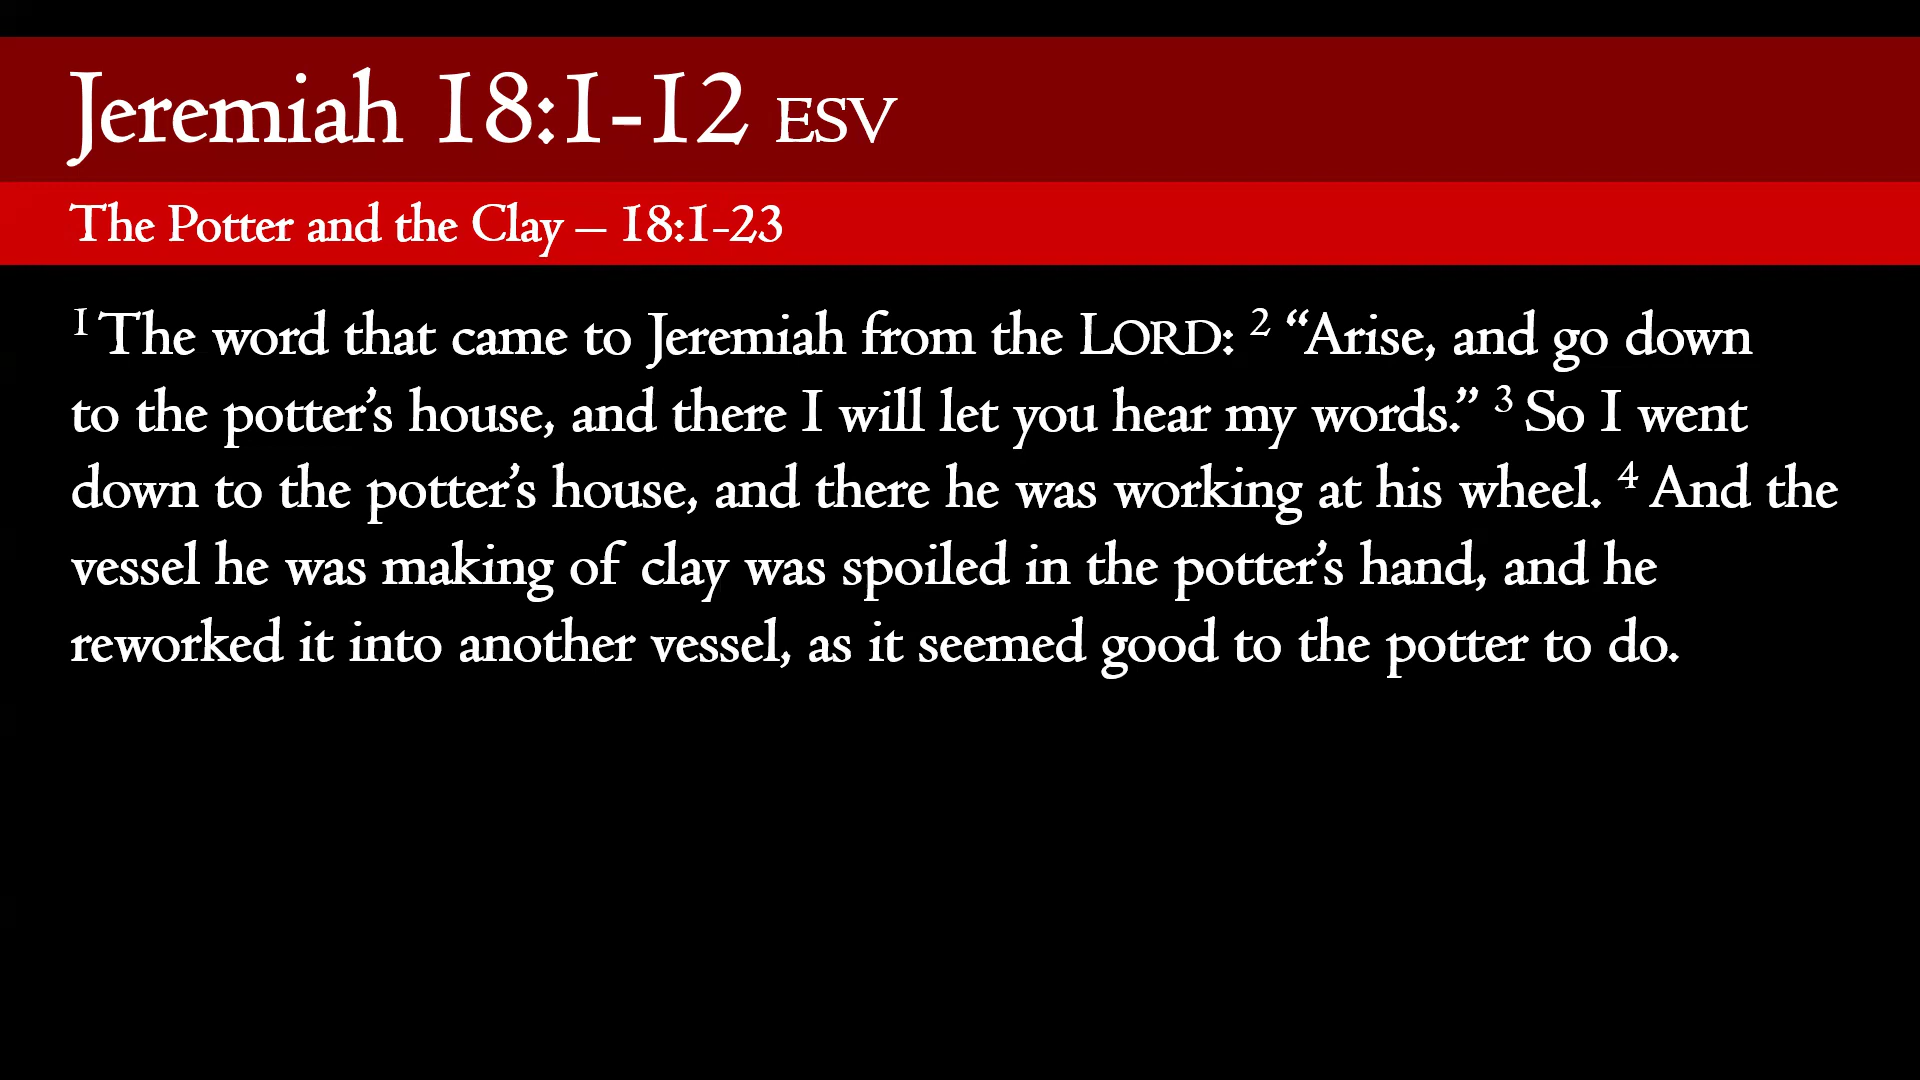 Jeremiah 18:1-12 ESV
The Potter and the Clay – 18:1-23
1 The word that came to Jeremiah from the LORD: 2 “Arise, and go down
to the potter’s house, and there I will let you hear my words.” 3 So I went
down to the potter’s house, and there he was working at his wheel. 4 And the
vessel he was making of clay was spoiled in the potter’s hand, and he
reworked it into another vessel, as it seemed good to the potter to do.